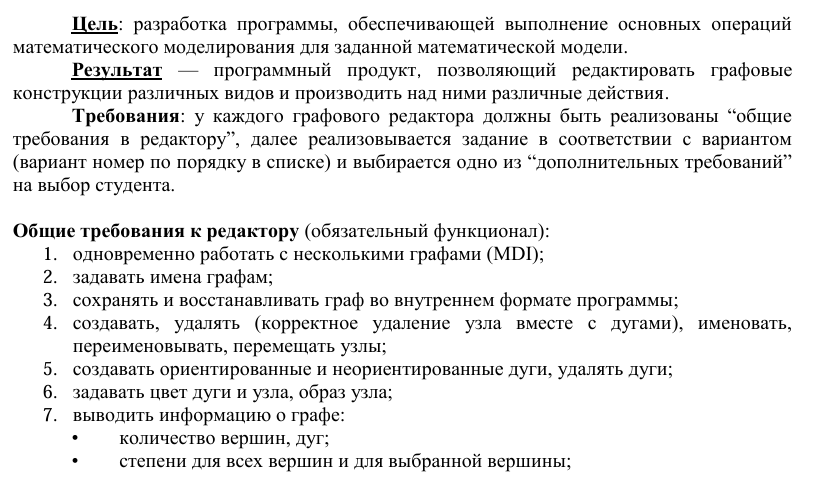 Цель: разработка программы, обеспечивающей выполнение основных операций
математического моделирования для заданной математической модели.
Результат — программный продукт, позволяющий редактировать графовые
конструкции различных видов и производить над ними различные действия.
Требования: у каждого графового редактора должны быть реализованы “общие
требования в редактору”, далее реализовывается задание в соответствии с вариантом
(вариант номер по порядку в списке) и выбирается одно из “дополнительных требований”
на выбор студента.
Общие требования к редактору (обязательный функционал):
1. одновременно работать с несколькими графами (MDI);
2. задавать имена графам;
3. сохранять и восстанавливать граф во внутреннем формате программы;
4. создавать, удалять (корректное удаление узла вместе с дугами), именовать,
переименовывать, перемещать узлы;
5. создавать ориентированные и неориентированные дуги, удалять дуги;
6. задавать цвет дуги и узла, образ узла;
7. выводить информацию о графе:
• количество вершин, дуг;
• степени для всех вершин и для выбранной вершины;